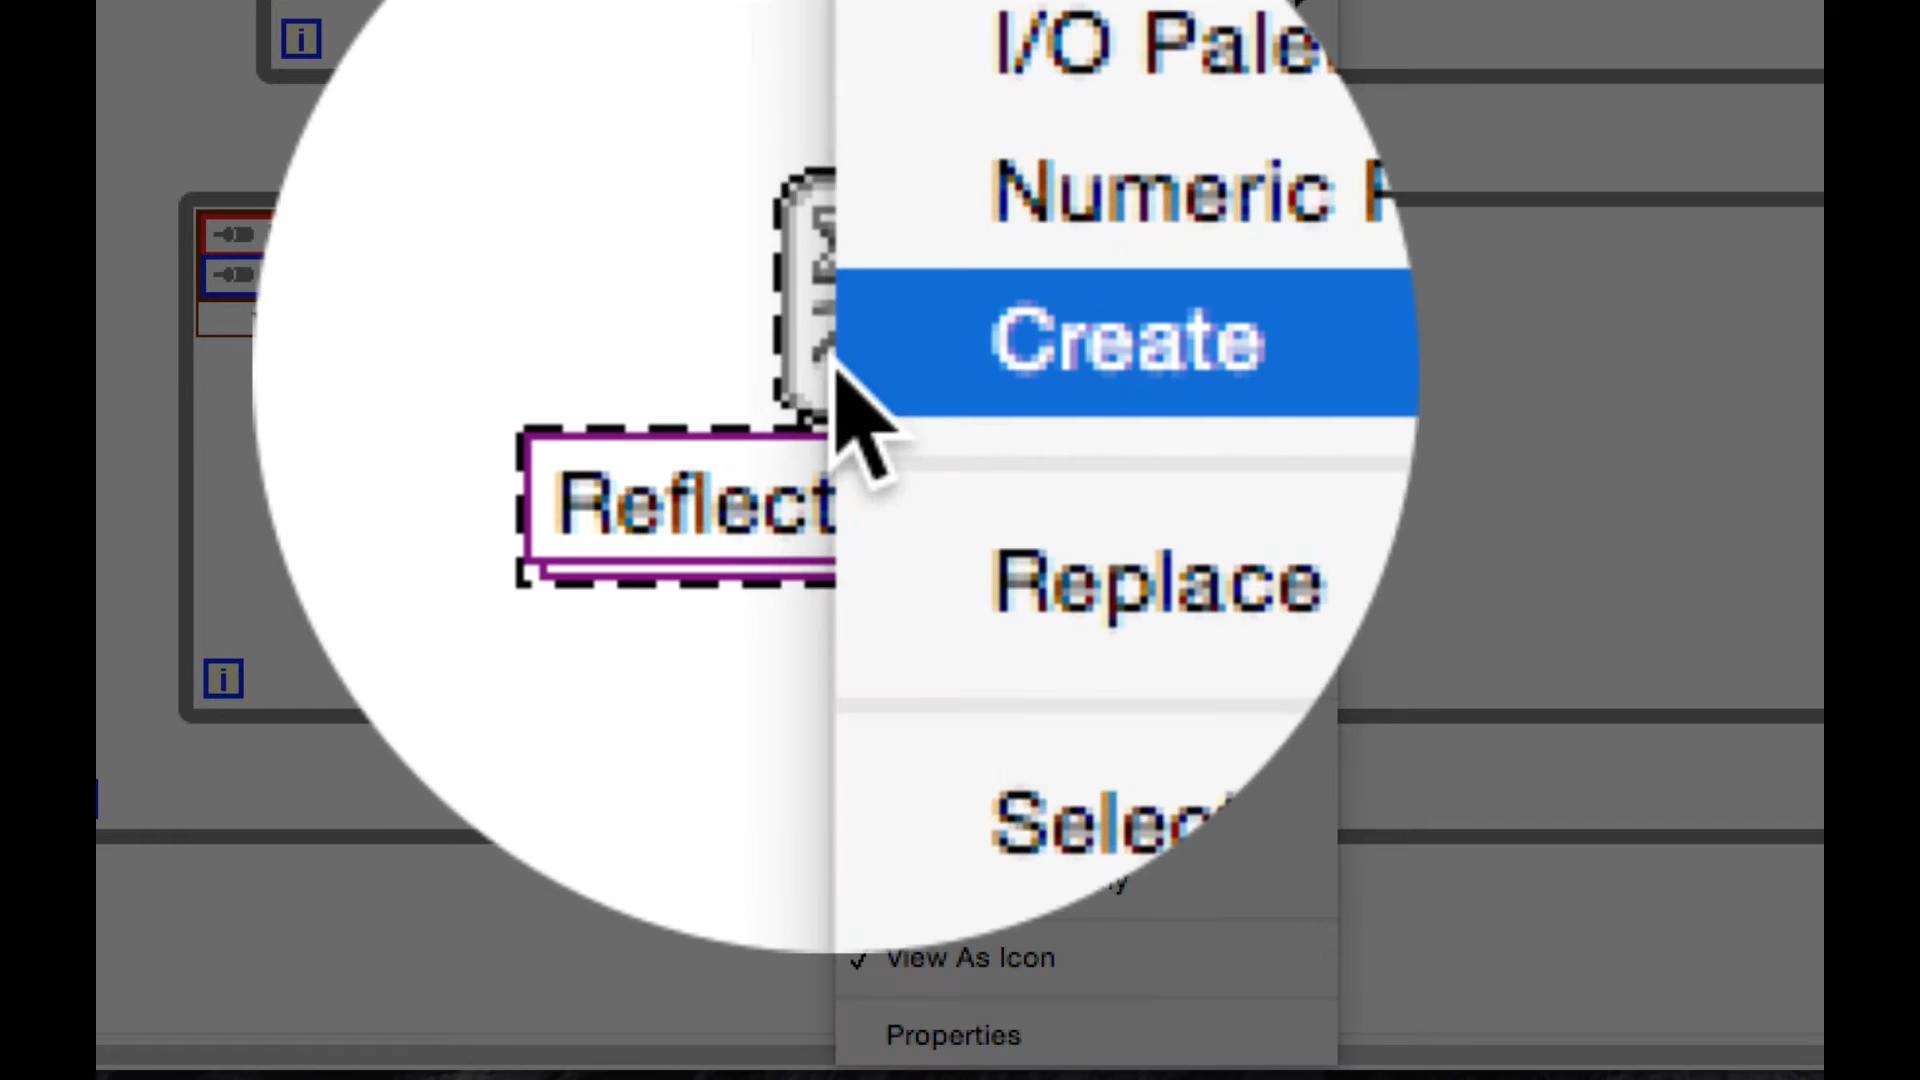 i
I/O Pale
Numeric
Create
Reflect
Replace
i
Selec
View As Icon
Properties